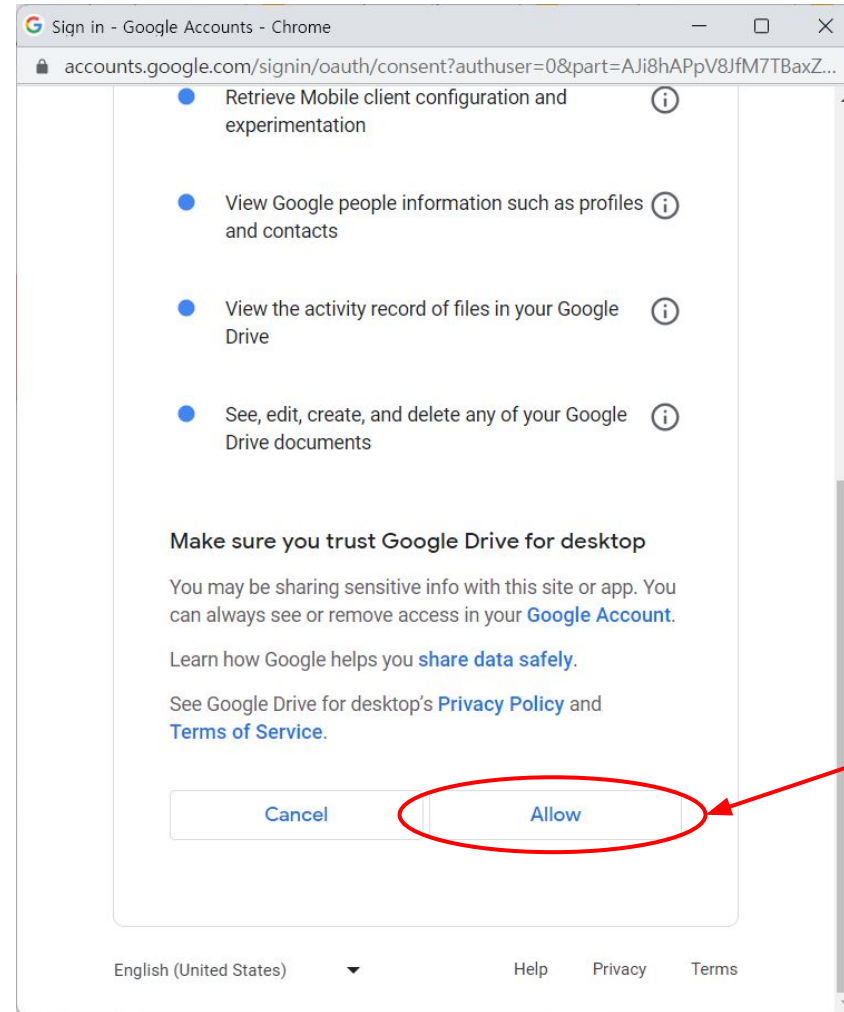 Sign in - Google Accounts - Chrome
accounts.google.com/signin/oauth/consent?authuser=0&part=AJi8hAPpV8JfM7TBaxZ...
Retrieve Mobile client configuration and
experimentation
View Google people information such as profiles
and contacts
View the activity record of files in your Google
Drive
See, edit, create, and delete any of your Google
Drive documents
Make sure you trust Google Drive for desktop
You may be sharing sensitive info with this site or app. You
can always see or remove access in your Google Account.
Learn how Google helps you share data safely.
See Google Drive for desktop's Privacy Policy and
Terms of Service.
Cancel Allow
English (United States) Help Privacy Terms